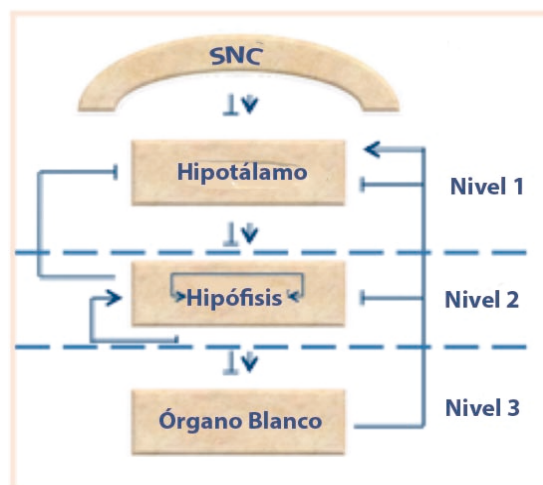 SNC
Hipotálamo
Nivel 1
Hipófisis
Nivel 2
Órgano Blanco
Nivel 3